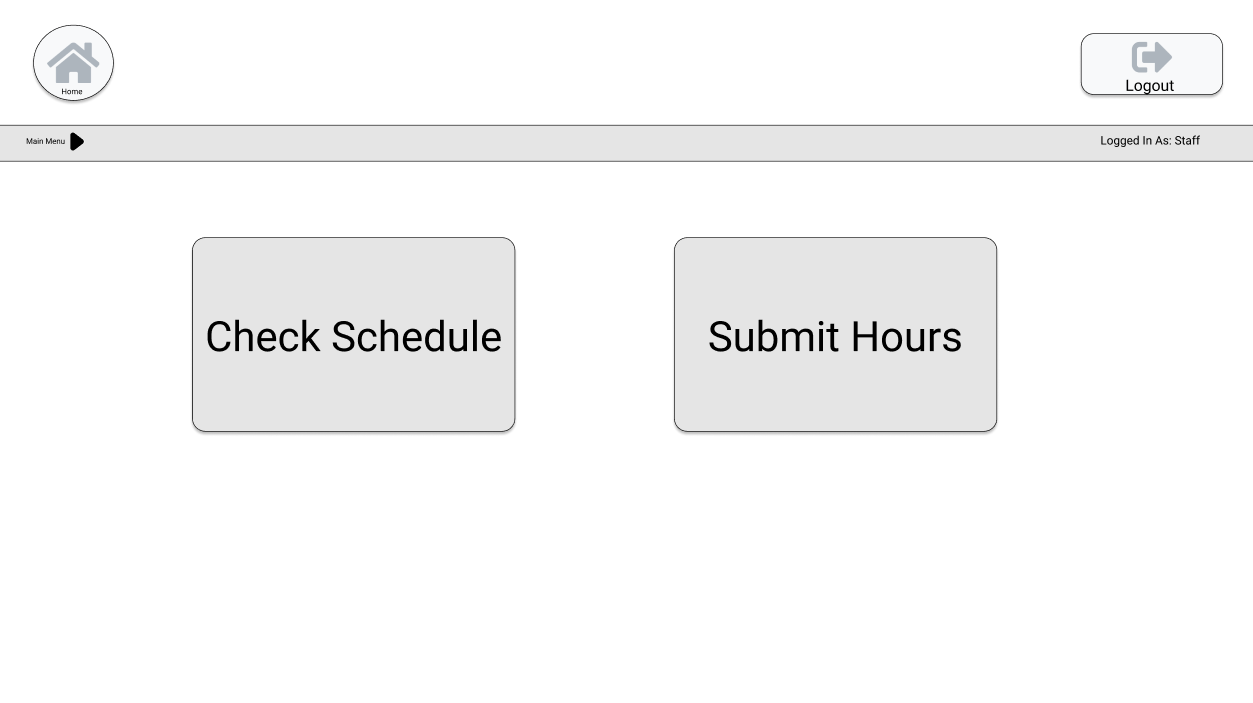 Home
Logout
Main Menu
Logged In As: Staff
Check Schedule
Submit Hours